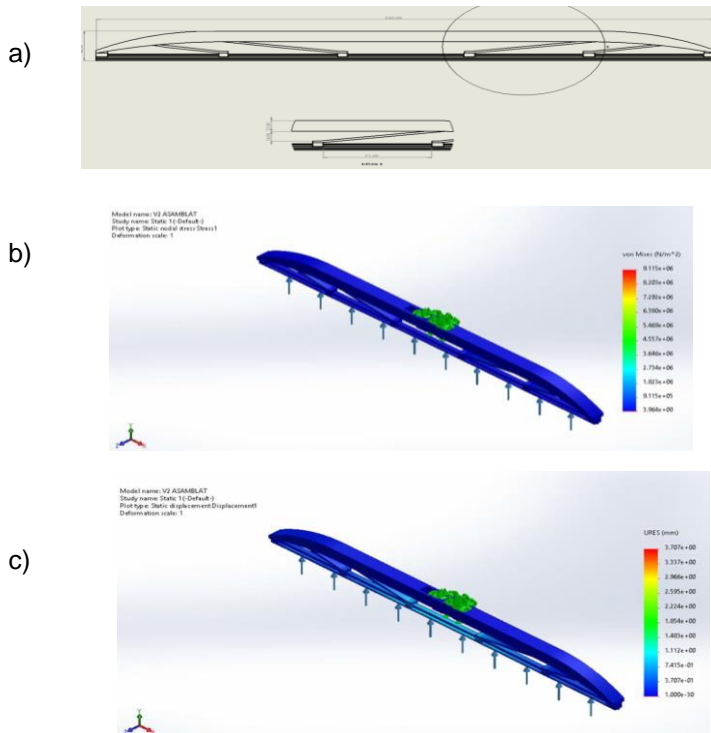 a)
b)
Model name: V2 ASAMBLAT
Study name: Static 1(-Default-)
Plot type: Static nodal stress Stress1
Deformation scale: 1
von Mises (N/m^2)
8.203e+06
7.292e+06
6.380e+06
5.469e+06
4.557e+06
3.646e+06
2.734e+06
1.823e+06
9.115e+05
3.964e+00
c)
Model name: V2 ASAMBLAT
Study name: Static 1(-Default-)
Plot type: Static displacement Displacement1
Deformation scale: 1
URES (mm)
3.707e+00
3.337e+00
2.966e+00
2.595e+00
2.224e+00
1.854e+00
1.483e+00
1.112e+00
7.415e-01
3.707e-01
1.000e-30